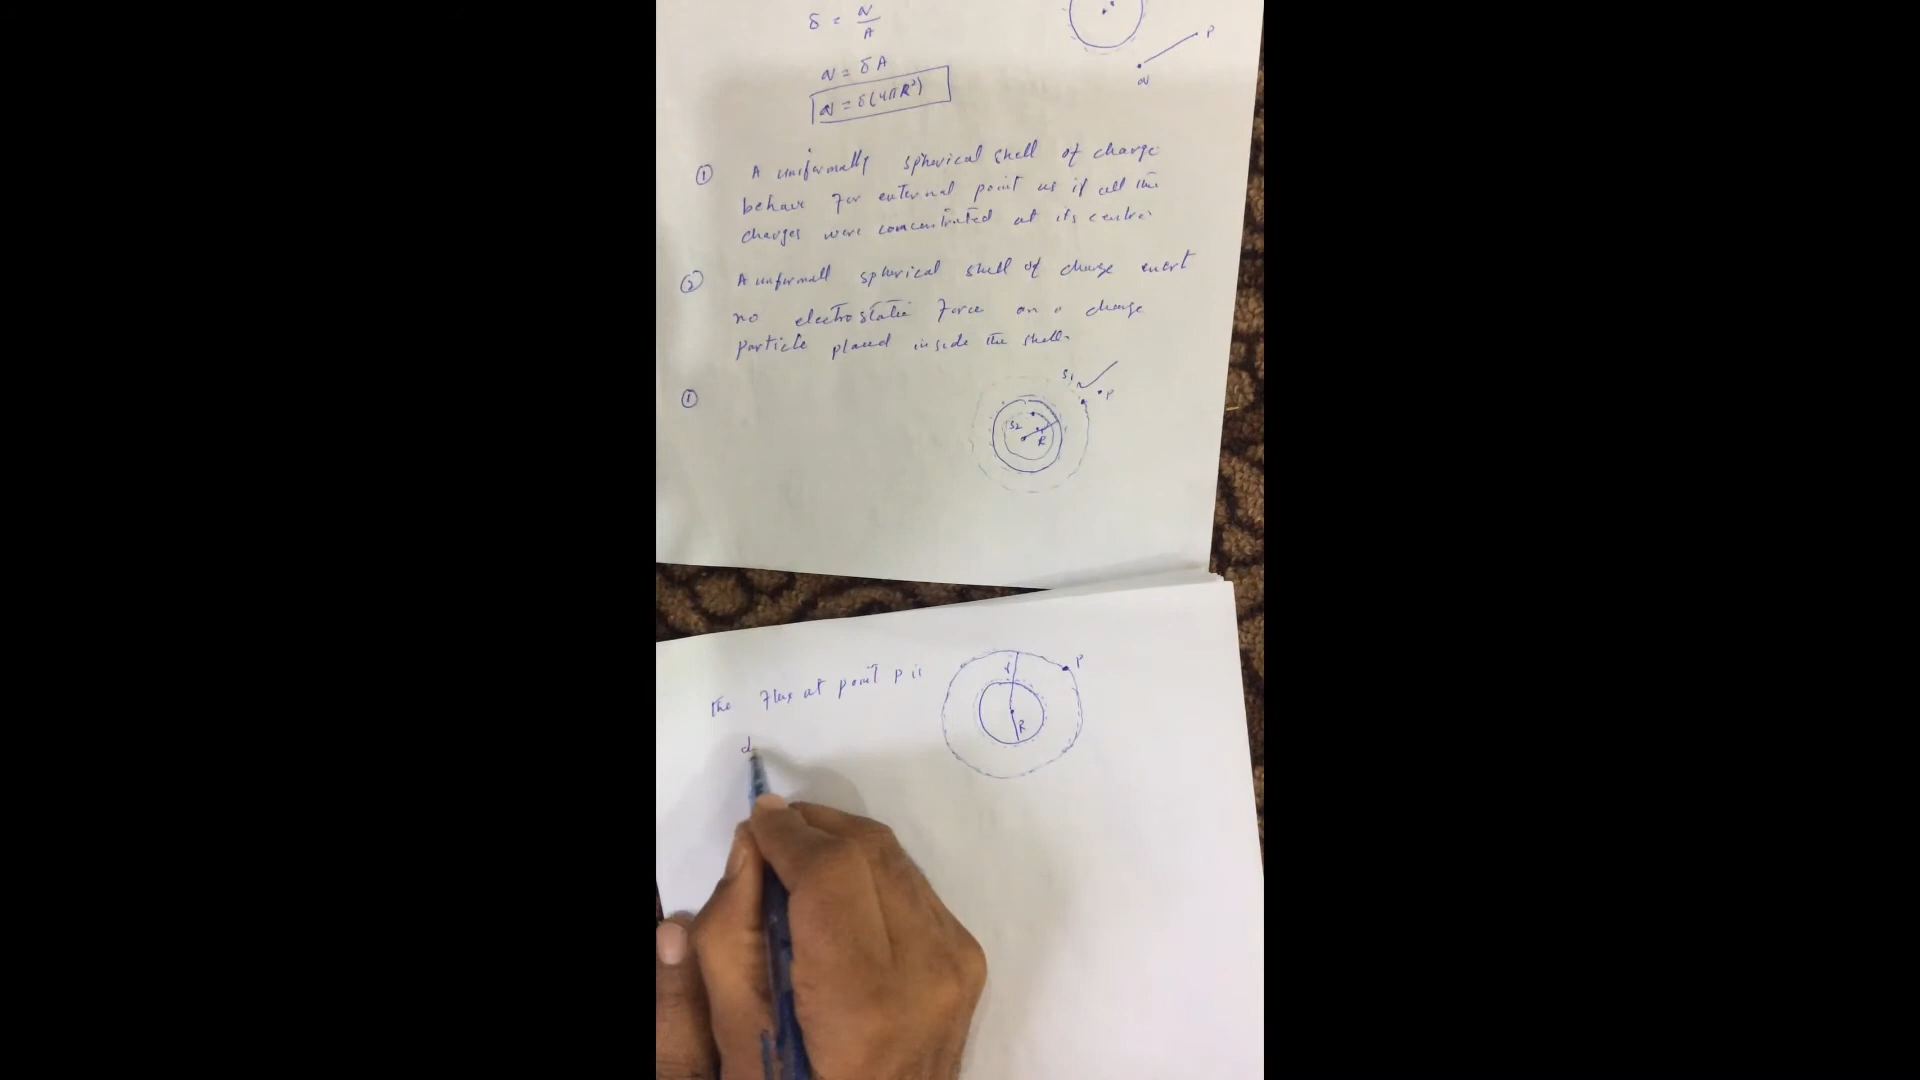 δ = q/A
q = δA
q = δ(4πR²)
P
q
① A uniformally spherical shell of charge
behave for external point as if all the
charges were concentrated at its centre.
② A unformall spherical shell of charge exert
no electrostatic force on a charge
particle placed inside the shell.
①
S₁
P
S₂
R
The flux at point P is
r
P
R
d